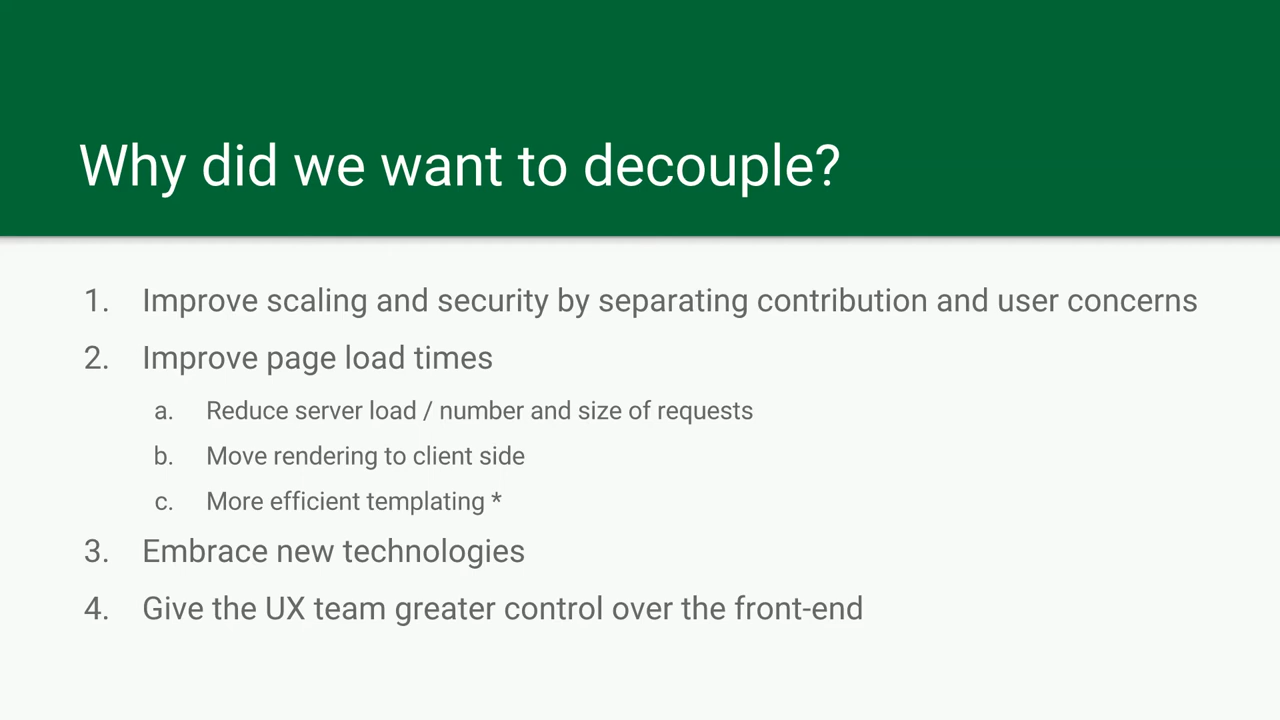 Why did we want to decouple?
1. Improve scaling and security by separating contribution and user concerns
2. Improve page load times
a. Reduce server load / number and size of requests
b. Move rendering to client side
c. More efficient templating *
3. Embrace new technologies
4. Give the UX team greater control over the front-end